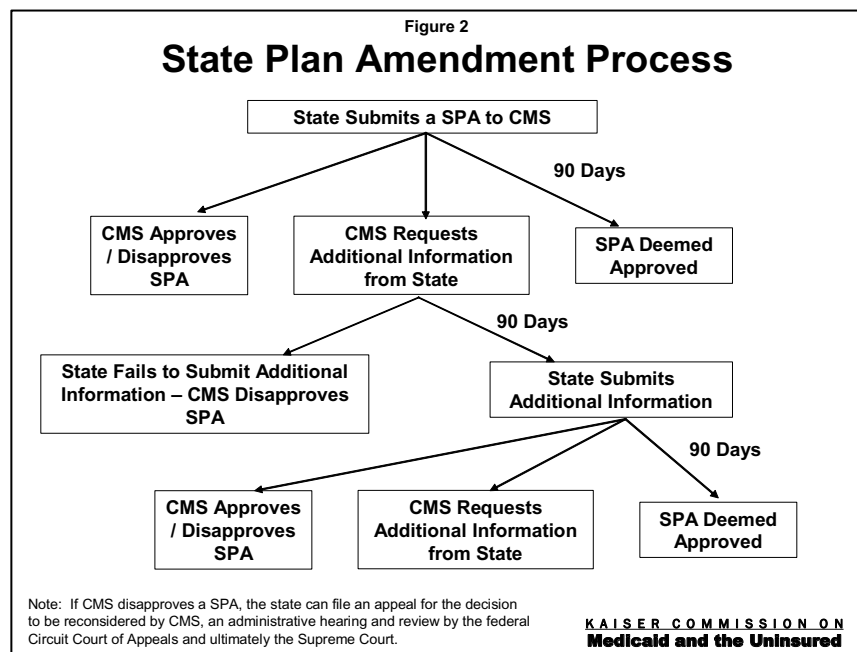 Figure 2
State Plan Amendment Process
State Submits a SPA to CMS
90 Days
CMS Approves
/ Disapproves
SPA
CMS Requests
Additional Information
from State
SPA Deemed
Approved
90 Days
State Fails to Submit Additional
Information – CMS Disapproves
SPA
State Submits
Additional Information
90 Days
CMS Approves
/ Disapproves
SPA
CMS Requests
Additional Information
from State
SPA Deemed
Approved
Note: If CMS disapproves a SPA, the state can file an appeal for the decision
to be reconsidered by CMS, an administrative hearing and review by the federal
Circuit Court of Appeals and ultimately the Supreme Court.
KAISER COMMISSION ON
Medicaid and the Uninsured